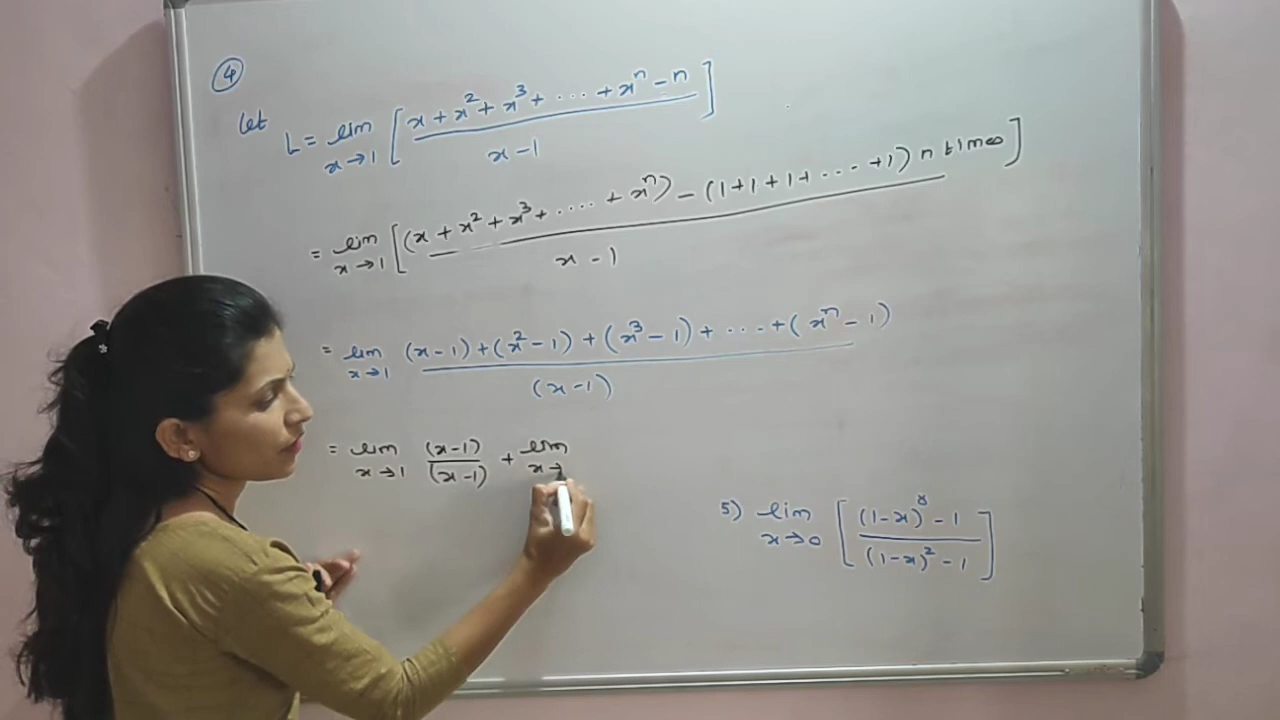 ④
Let L = lim x→1 [ (x + x² + x³ + ... + xⁿ − n) / (x − 1) ]
= lim x→1 [ ((x + x² + x³ + .... + xⁿ) − (1 + 1 + 1 + ... + 1) n times) / (x − 1) ]
= lim x→1 ((x − 1) + (x² − 1) + (x³ − 1) + ... + (xⁿ − 1)) / (x − 1)
= lim x→1 (x − 1) / (x − 1) + lim x→
5) lim x→0 [ ((1 − x)⁸ − 1) / ((1 − x)² − 1) ]